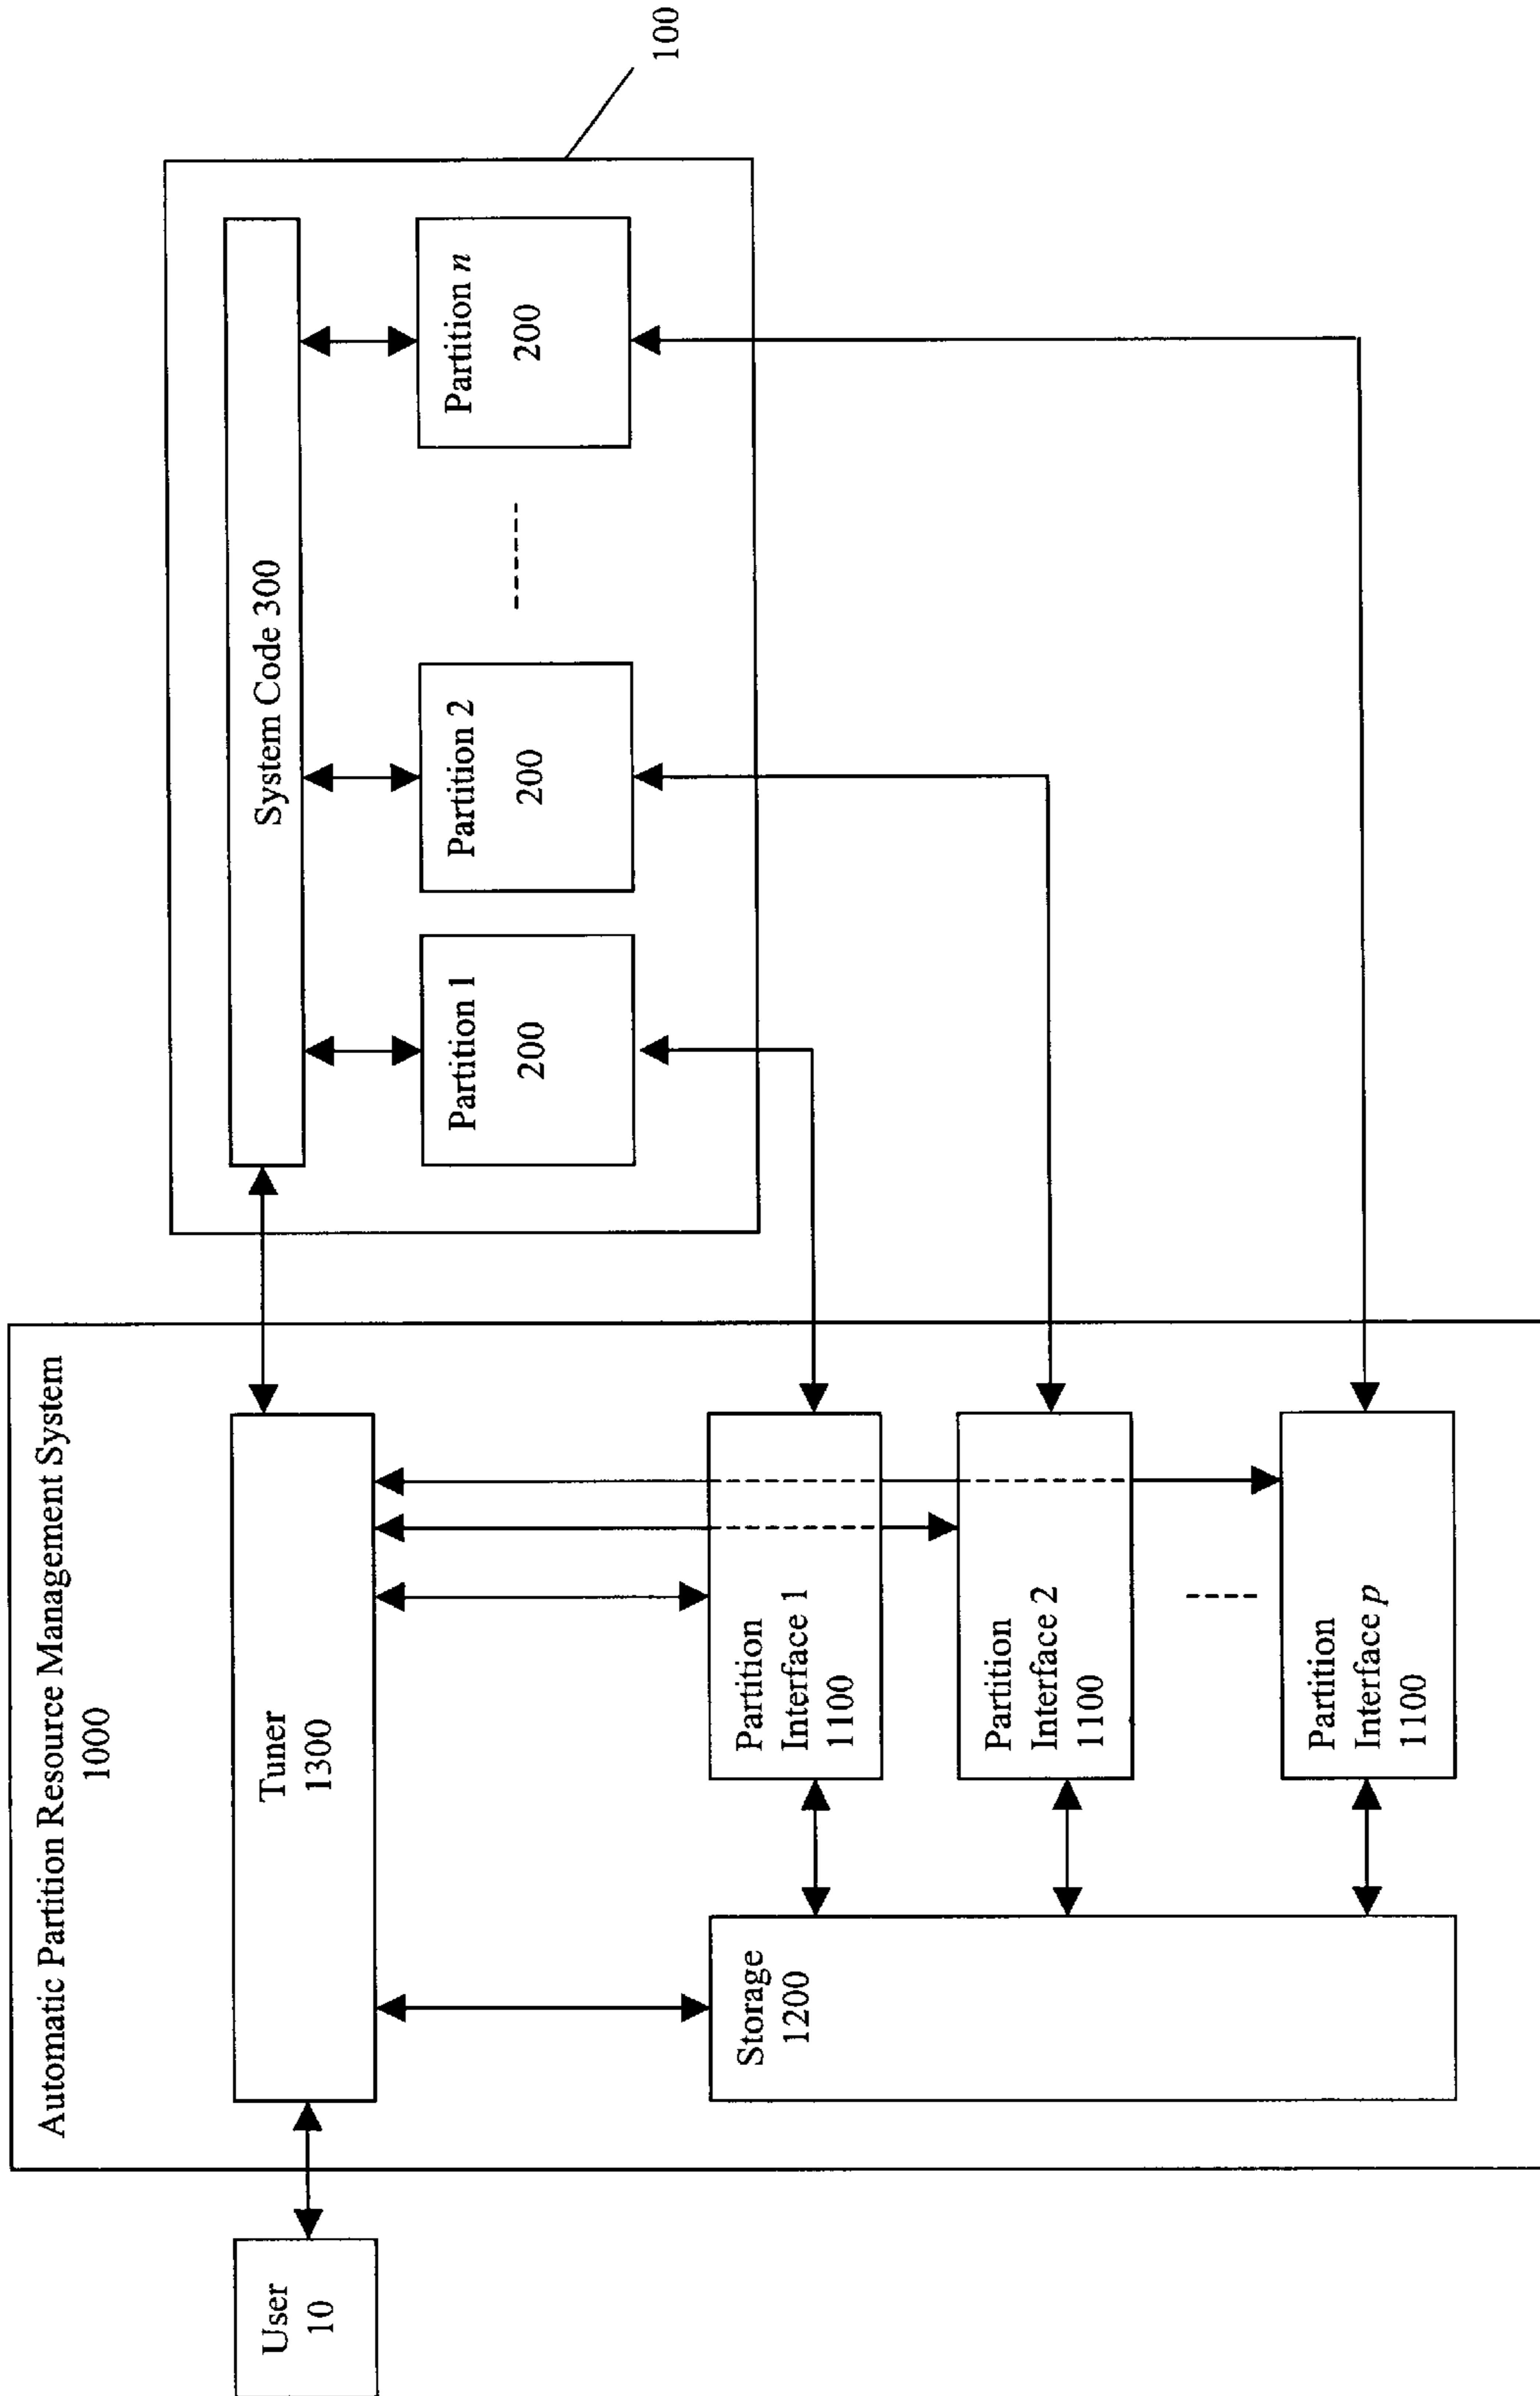 Automatic Partition Resource Management System
1000
User
10
Tuner
1300
Storage
1200
Partition
Interface 1
1100
Partition
Interface 2
1100
Partition
Interface p
1100
System Code 300
Partition 1
200
Partition 2
200
Partition n
200
100